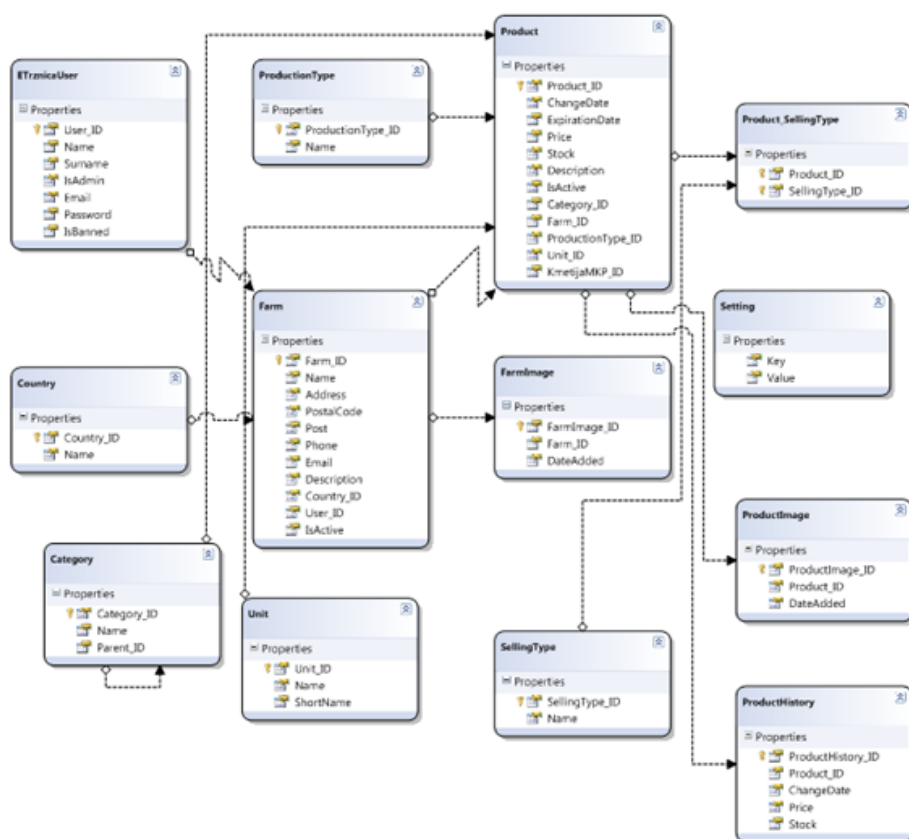 Product
Properties
Product_ID
ChangeDate
ExpirationDate
Price
Stock
Description
IsActive
Category_ID
Farm_ID
ProductionType_ID
Unit_ID
KmetijaMKP_ID
ETrznicaUser
Properties
User_ID
Name
Surname
IsAdmin
Email
Password
IsBanned
ProductionType
Properties
ProductionType_ID
Name
Product_SellingType
Properties
Product_ID
SellingType_ID
Farm
Properties
Farm_ID
Name
Address
PostalCode
Post
Phone
Email
Description
Country_ID
User_ID
IsActive
Setting
Properties
Key
Value
Country
Properties
Country_ID
Name
FarmImage
Properties
FarmImage_ID
Farm_ID
DateAdded
ProductImage
Properties
ProductImage_ID
Product_ID
DateAdded
Category
Properties
Category_ID
Name
Parent_ID
Unit
Properties
Unit_ID
Name
ShortName
SellingType
Properties
SellingType_ID
Name
ProductHistory
Properties
ProductHistory_ID
Product_ID
ChangeDate
Price
Stock